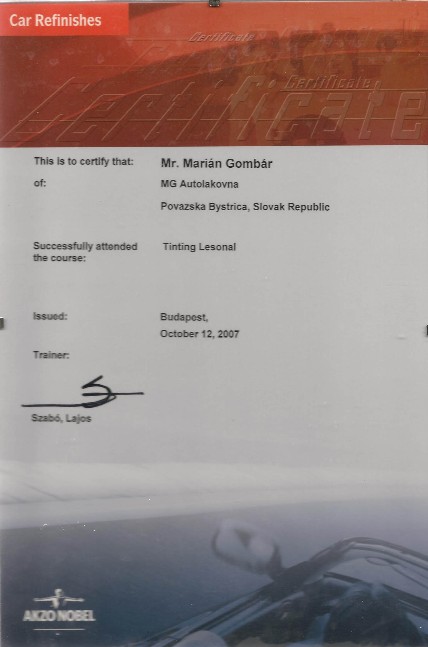 Car Refinishes
Certificate
Certificate
Certificate
This is to certify that: Mr. Marián Gombár
of: MG Autolakovna
Povazska Bystrica, Slovak Republic
Successfully attended Tinting Lesonal
the course:
Issued: Budapest,
October 12, 2007
Trainer:
Szabó, Lajos
AKZO NOBEL